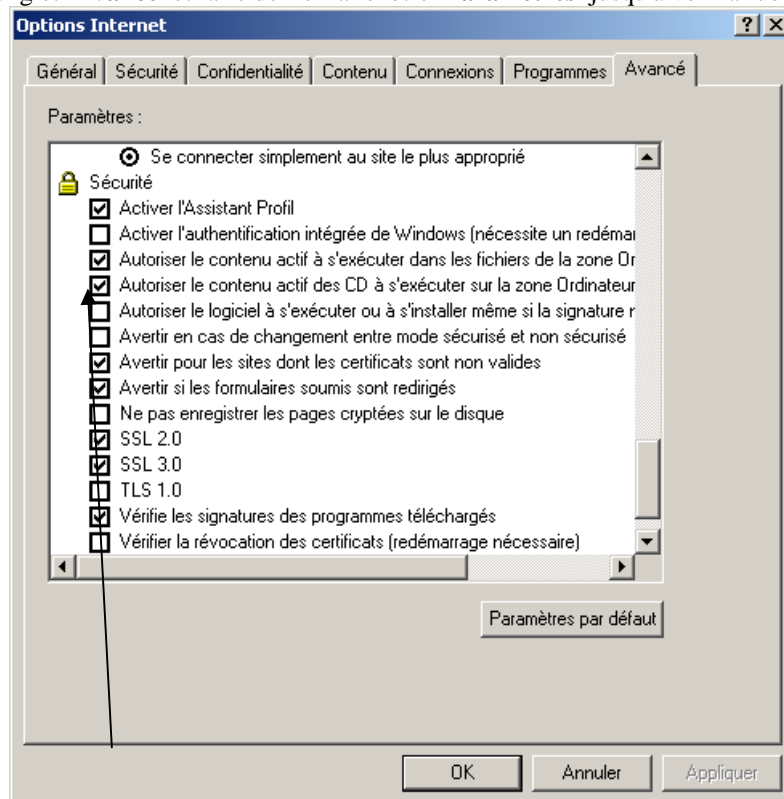 Options Internet
Général Sécurité Confidentialité Contenu Connexions Programmes Avancé
Paramètres :
Se connecter simplement au site le plus approprié
Sécurité
Activer l'Assistant Profil
Activer l'authentification intégrée de Windows (nécessite un redémar
Autoriser le contenu actif à s'exécuter dans les fichiers de la zone Or
Autoriser le contenu actif des CD à s'exécuter sur la zone Ordinateur
Autoriser le logiciel à s'exécuter ou à s'installer même si la signature r
Avertir en cas de changement entre mode sécurisé et non sécurisé
Avertir pour les sites dont les certificats sont non valides
Avertir si les formulaires soumis sont redirigés
Ne pas enregistrer les pages cryptées sur le disque
SSL 2.0
SSL 3.0
TLS 1.0
Vérifie les signatures des programmes téléchargés
Vérifier la révocation des certificats (redémarrage nécessaire)
Paramètres par défaut
OK Annuler Appliquer